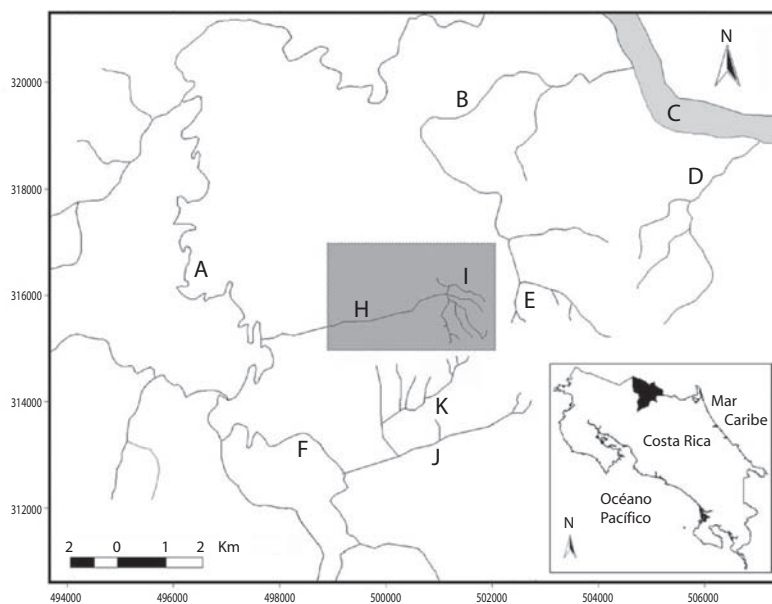 N
320000
318000
316000
314000
312000
B
C
D
A
I
H
E
K
F
J
Mar
Caribe
Costa Rica
Océano
Pacífico
N
2 0 1 2 Km
494000 496000 498000 500000 502000 504000 506000